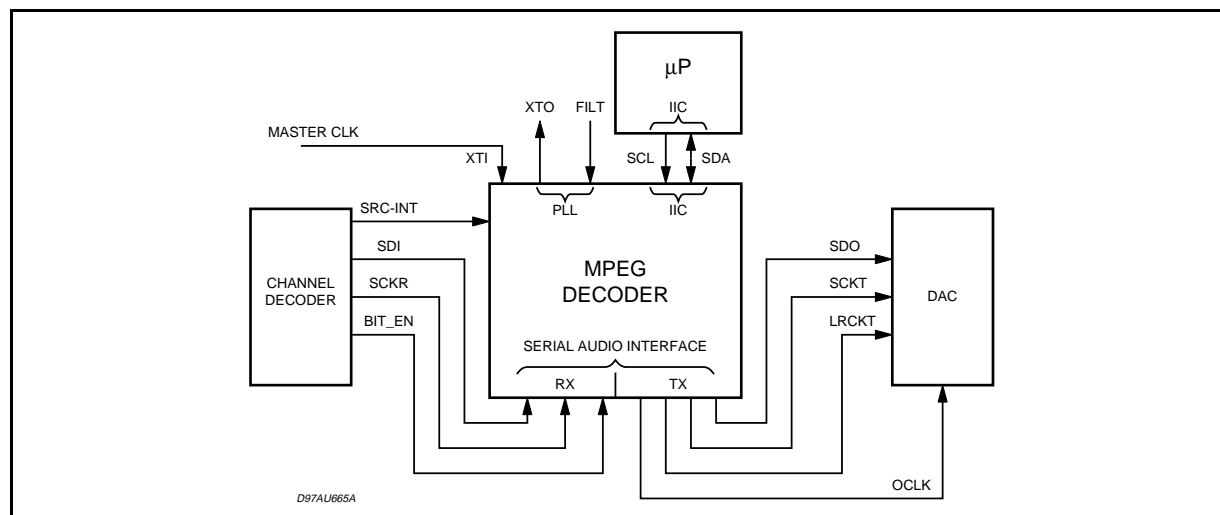 µP
XTO
FILT
IIC
MASTER CLK
XTI
SCL
SDA
PLL
IIC
SRC-INT
SDI
SCKR
BIT_EN
CHANNEL
DECODER
MPEG
DECODER
SERIAL AUDIO INTERFACE
RX
TX
SDO
SCKT
LRCKT
DAC
OCLK
D97AU665A